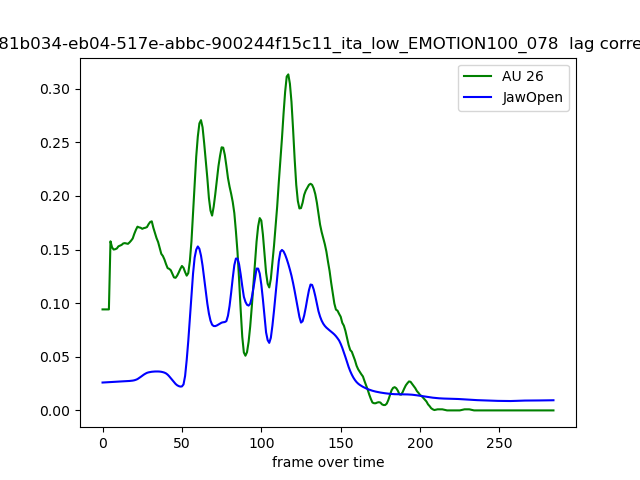 81b034-eb04-517e-abbc-900244f15c11_ita_low_EMOTION100_078 lag corre
AU 26
JawOpen
0.30
0.25
0.20
0.15
0.10
0.05
0.00
0 50 100 150 200 250
frame over time